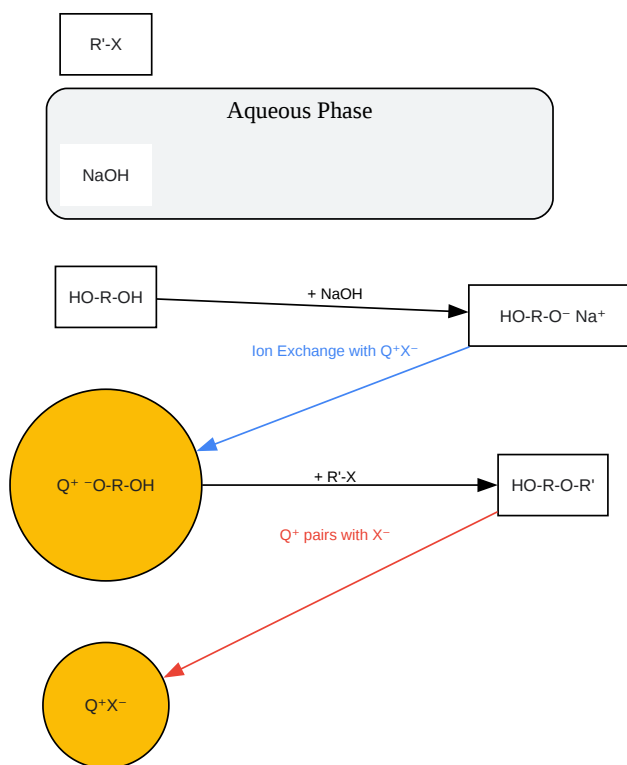 R'-X
Aqueous Phase
NaOH
HO-R-OH
+ NaOH
HO-R-O⁻ Na⁺
Ion Exchange with Q⁺X⁻
Q⁺ ⁻O-R-OH
+ R'-X
HO-R-O-R'
Q⁺ pairs with X⁻
Q⁺X⁻